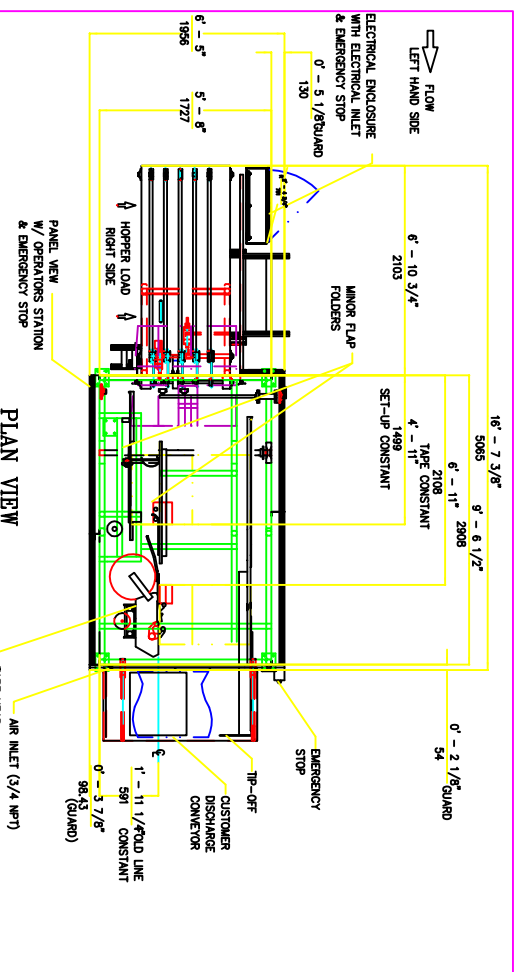 FLOW
LEFT HAND SIDE
ELECTRICAL ENCLOSURE
WITH ELECTRICAL INLET
& EMERGENCY STOP
0' - 5 1/8"GUARD
130
6' - 5"
1956
5' - 8"
1727
16' - 7 3/8"
5065
9' - 6 1/2"
2908
6' - 11"
2108
TAPE CONSTANT
4' - 11"
1499
SET-UP CONSTANT
6' - 10 3/4"
2103
0' - 2 1/8"
54
GUARD
MINOR FLAP
FOLDERS
HOPPER LOAD
RIGHT SIDE
PANEL VIEW
W/ OPERATORS STATION
& EMERGENCY STOP
EMERGENCY
STOP
TIP-OFF
CUSTOMER
DISCHARGE
CONVEYOR
1' - 11 1/4"FOLD LINE
591
CONSTANT
0' - 3 7/8"
98.43
(GUARD)
AIR INLET (3/4 NPT)
PLAN VIEW